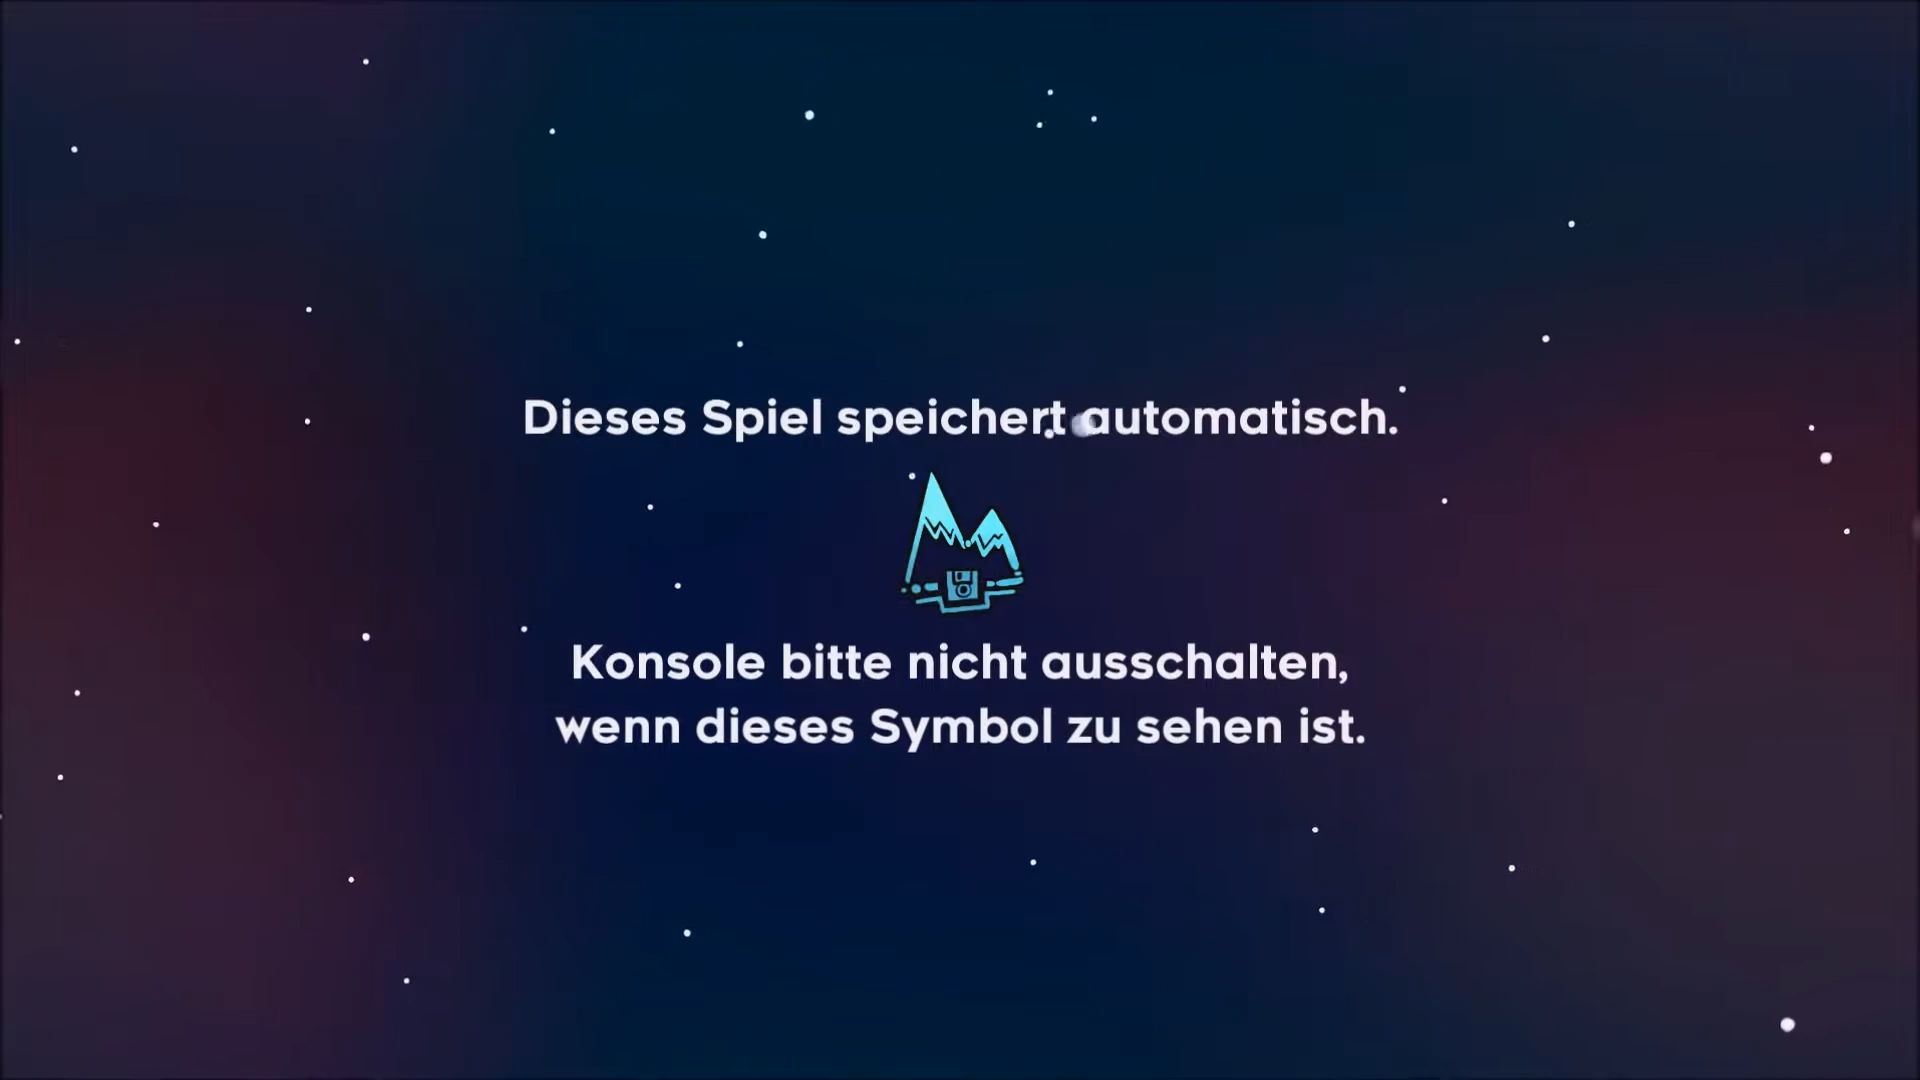 Dieses Spiel speichert automatisch.
Konsole bitte nicht ausschalten,
wenn dieses Symbol zu sehen ist.